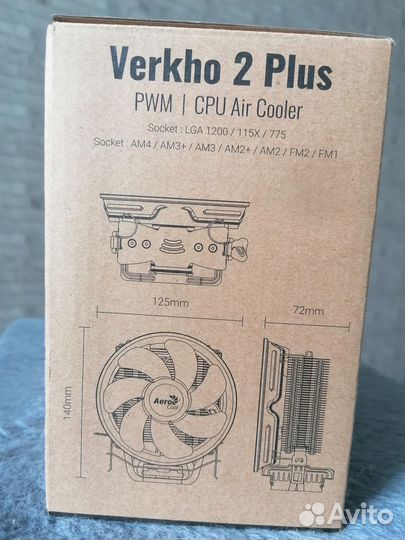 Verkho 2 Plus
PWM | CPU Air Cooler
Socket : LGA 1200 / 115X / 775
Socket : AM4 / AM3+ / AM3 / AM2+ / AM2 / FM2 / FM1
125mm
72mm
140mm
Aero
Cool
Avito